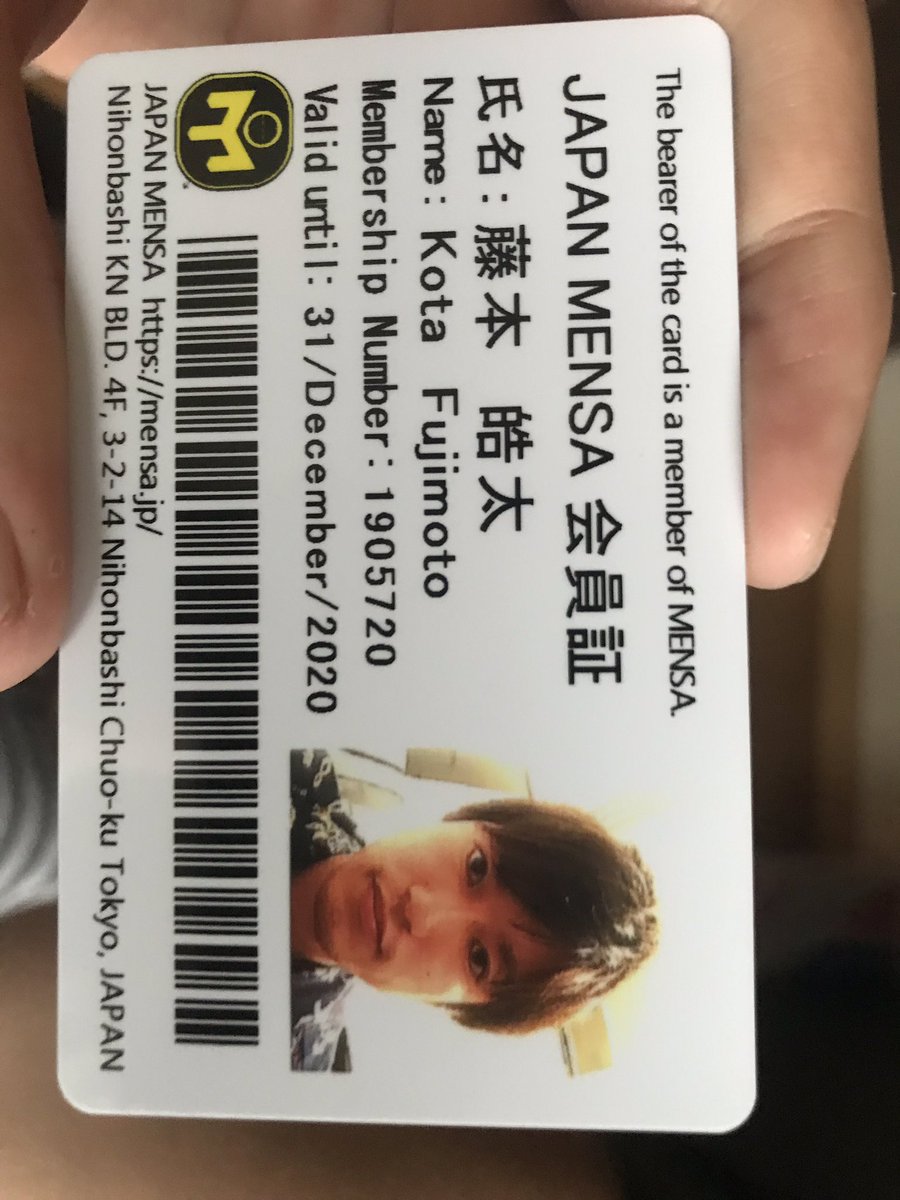 The bearer of the card is a member of MENSA.
JAPAN MENSA 会員証
氏名：藤本 皓太
Name: Kota Fujimoto
Membership Number:1905720
Valid until: 31/December/2020
JAPAN MENSA https://mensa.jp/
Nihonbashi KN BLD. 4F, 3-2-14 Nihonbashi Chuo-ku Tokyo, JAPAN